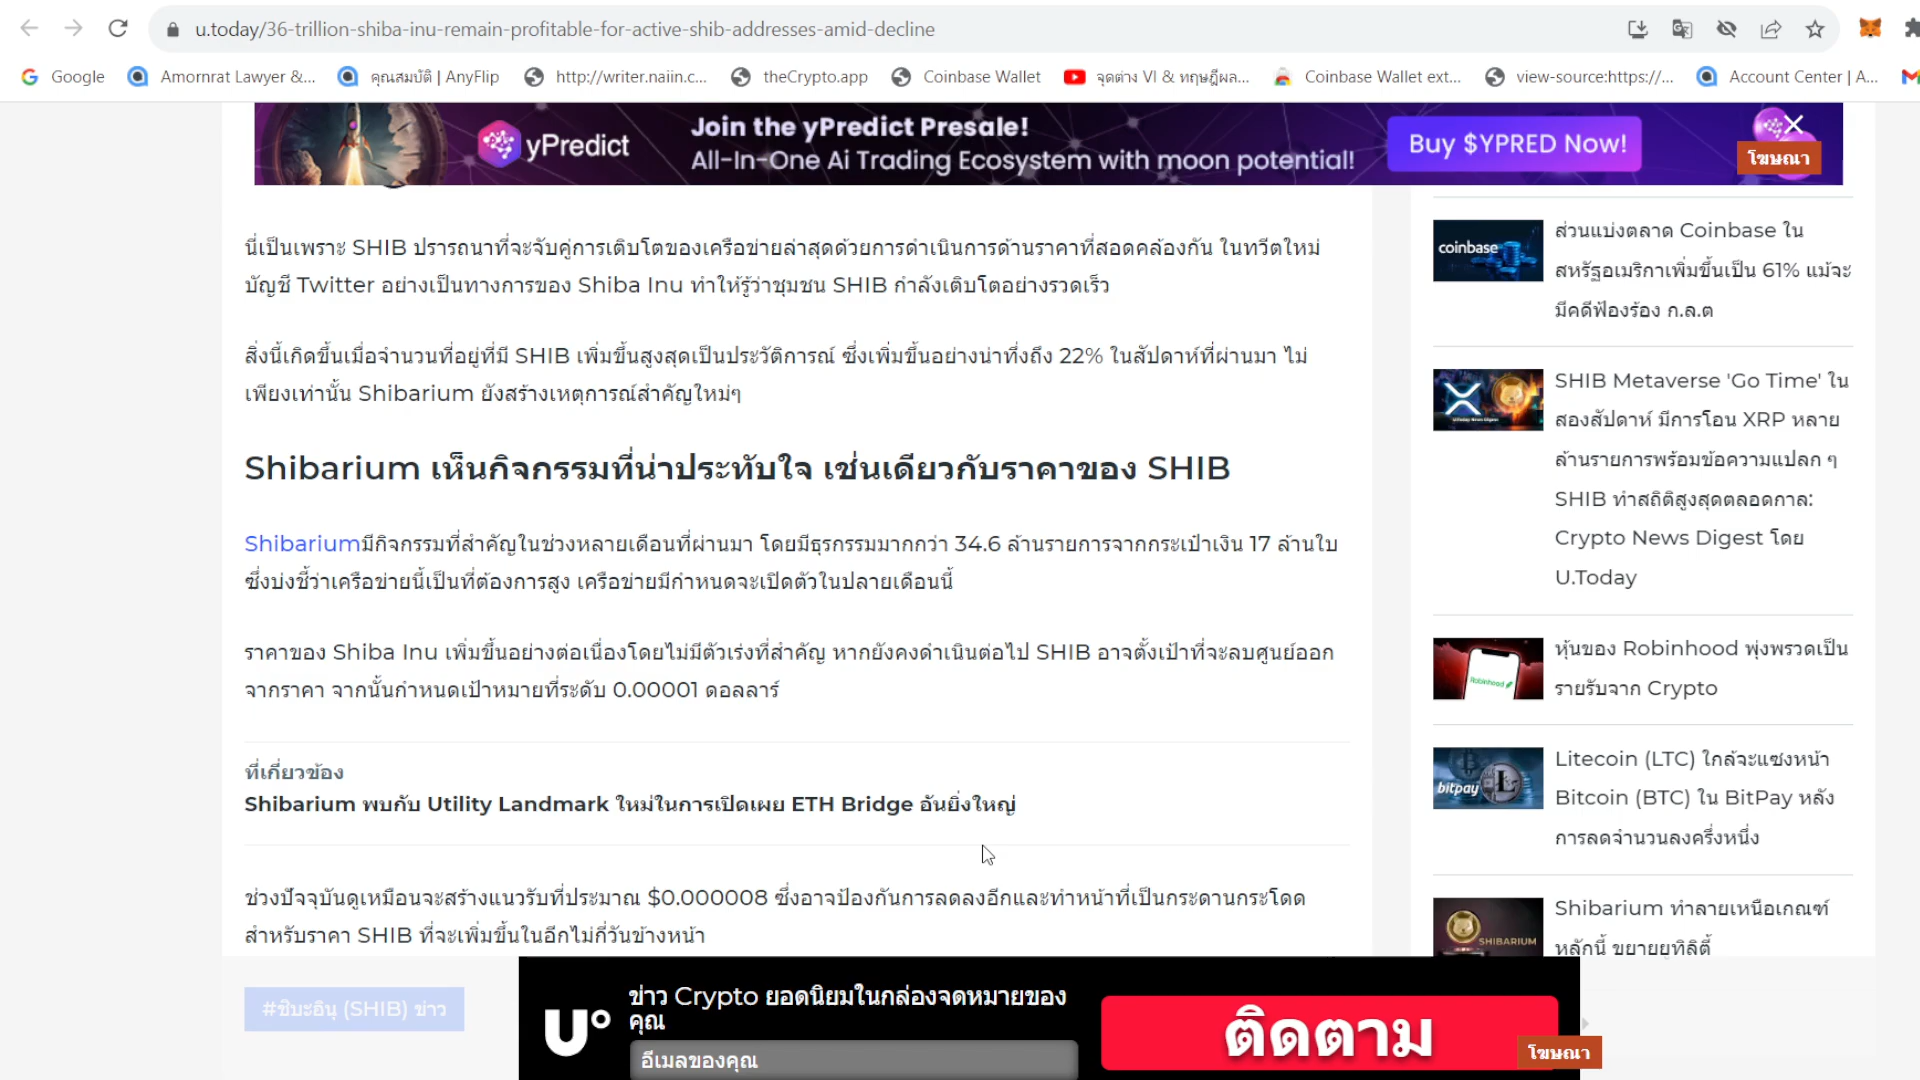 u.today/36-trillion-shiba-inu-remain-profitable-for-active-shib-addresses-amid-decline
Google
Amornrat Lawyer &...
คุณสมบัติ | AnyFlip
http://writer.naiin.c...
theCrypto.app
Coinbase Wallet
จุดต่าง VI & ทฤษฎีผล...
Coinbase Wallet ext...
view-source:https://...
Account Center | A...
yPredict
Join the yPredict Presale!
All-In-One Ai Trading Ecosystem with moon potential!
Buy $YPRED Now!
โฆษณา
นี่เป็นเพราะ SHIB ปรารถนาที่จะจับคู่การเติบโตของเครือข่ายล่าสุดด้วยการดำเนินการด้านราคาที่สอดคล้องกัน ในทวีตใหม่
บัญชี Twitter อย่างเป็นทางการของ Shiba Inu ทำให้รู้ว่าชุมชน SHIB กำลังเติบโตอย่างรวดเร็ว
สิ่งนี้เกิดขึ้นเมื่อจำนวนที่อยู่ที่มี SHIB เพิ่มขึ้นสูงสุดเป็นประวัติการณ์ ซึ่งเพิ่มขึ้นอย่างน่าทึ่งถึง 22% ในสัปดาห์ที่ผ่านมา ไม่
เพียงเท่านั้น Shibarium ยังสร้างเหตุการณ์สำคัญใหม่ๆ
Shibarium เห็นกิจกรรมที่น่าประทับใจ เช่นเดียวกับราคาของ SHIB
Shibariumมีกิจกรรมที่สำคัญในช่วงหลายเดือนที่ผ่านมา โดยมีธุรกรรมมากกว่า 34.6 ล้านรายการจากกระเป๋าเงิน 17 ล้านใบ
ซึ่งบ่งชี้ว่าเครือข่ายนี้เป็นที่ต้องการสูง เครือข่ายมีกำหนดจะเปิดตัวในปลายเดือนนี้
ราคาของ Shiba Inu เพิ่มขึ้นอย่างต่อเนื่องโดยไม่มีตัวเร่งที่สำคัญ หากยังคงดำเนินต่อไป SHIB อาจตั้งเป้าที่จะลบศูนย์ออก
จากราคา จากนั้นกำหนดเป้าหมายที่ระดับ 0.00001 ดอลลาร์
ที่เกี่ยวข้อง
Shibarium พบกับ Utility Landmark ใหม่ในการเปิดเผย ETH Bridge อันยิ่งใหญ่
ช่วงปัจจุบันดูเหมือนจะสร้างแนวรับที่ประมาณ $0.000008 ซึ่งอาจป้องกันการลดลงอีกและทำหน้าที่เป็นกระดานกระโดด
สำหรับราคา SHIB ที่จะเพิ่มขึ้นในอีกไม่กี่วันข้างหน้า
#ชิบะอินุ (SHIB) ข่าว
coinbase
ส่วนแบ่งตลาด Coinbase ใน
สหรัฐอเมริกาเพิ่มขึ้นเป็น 61% แม้จะ
มีคดีฟ้องร้อง ก.ล.ต
SHIB Metaverse 'Go Time' ใน
สองสัปดาห์ มีการโอน XRP หลาย
ล้านรายการพร้อมข้อความแปลก ๆ
SHIB ทำสถิติสูงสุดตลอดกาล:
Crypto News Digest โดย
U.Today
Robinhood
หุ้นของ Robinhood พุ่งพรวดเป็น
รายรับจาก Crypto
bitpay
Litecoin (LTC) ใกล้จะแซงหน้า
Bitcoin (BTC) ใน BitPay หลัง
การลดจำนวนลงครึ่งหนึ่ง
SHIBARIUM
Shibarium ทำลายเหนือเกณฑ์
หลักนี้ ขยายยูทิลิตี้
U°
ข่าว Crypto ยอดนิยมในกล่องจดหมายของ
คุณ
อีเมลของคุณ
ติดตาม
โฆษณา